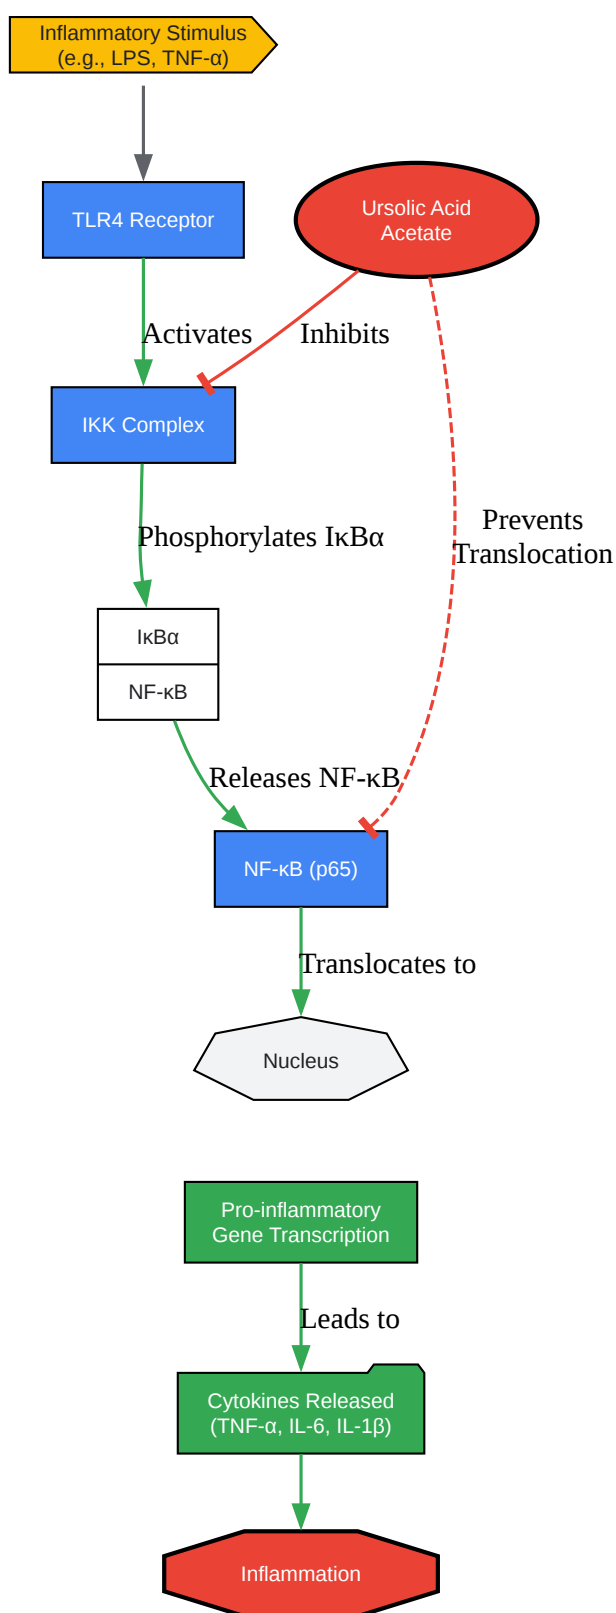 Inflammatory Stimulus
(e.g., LPS, TNF-α)
TLR4 Receptor
Ursolic Acid
Acetate
Activates
Inhibits
IKK Complex
Phosphorylates IκBα
Prevents
Translocation
IκBα
NF-κB
Releases NF-κB
NF-κB (p65)
Translocates to
Nucleus
Pro-inflammatory
Gene Transcription
Leads to
Cytokines Released
(TNF-α, IL-6, IL-1β)
Inflammation